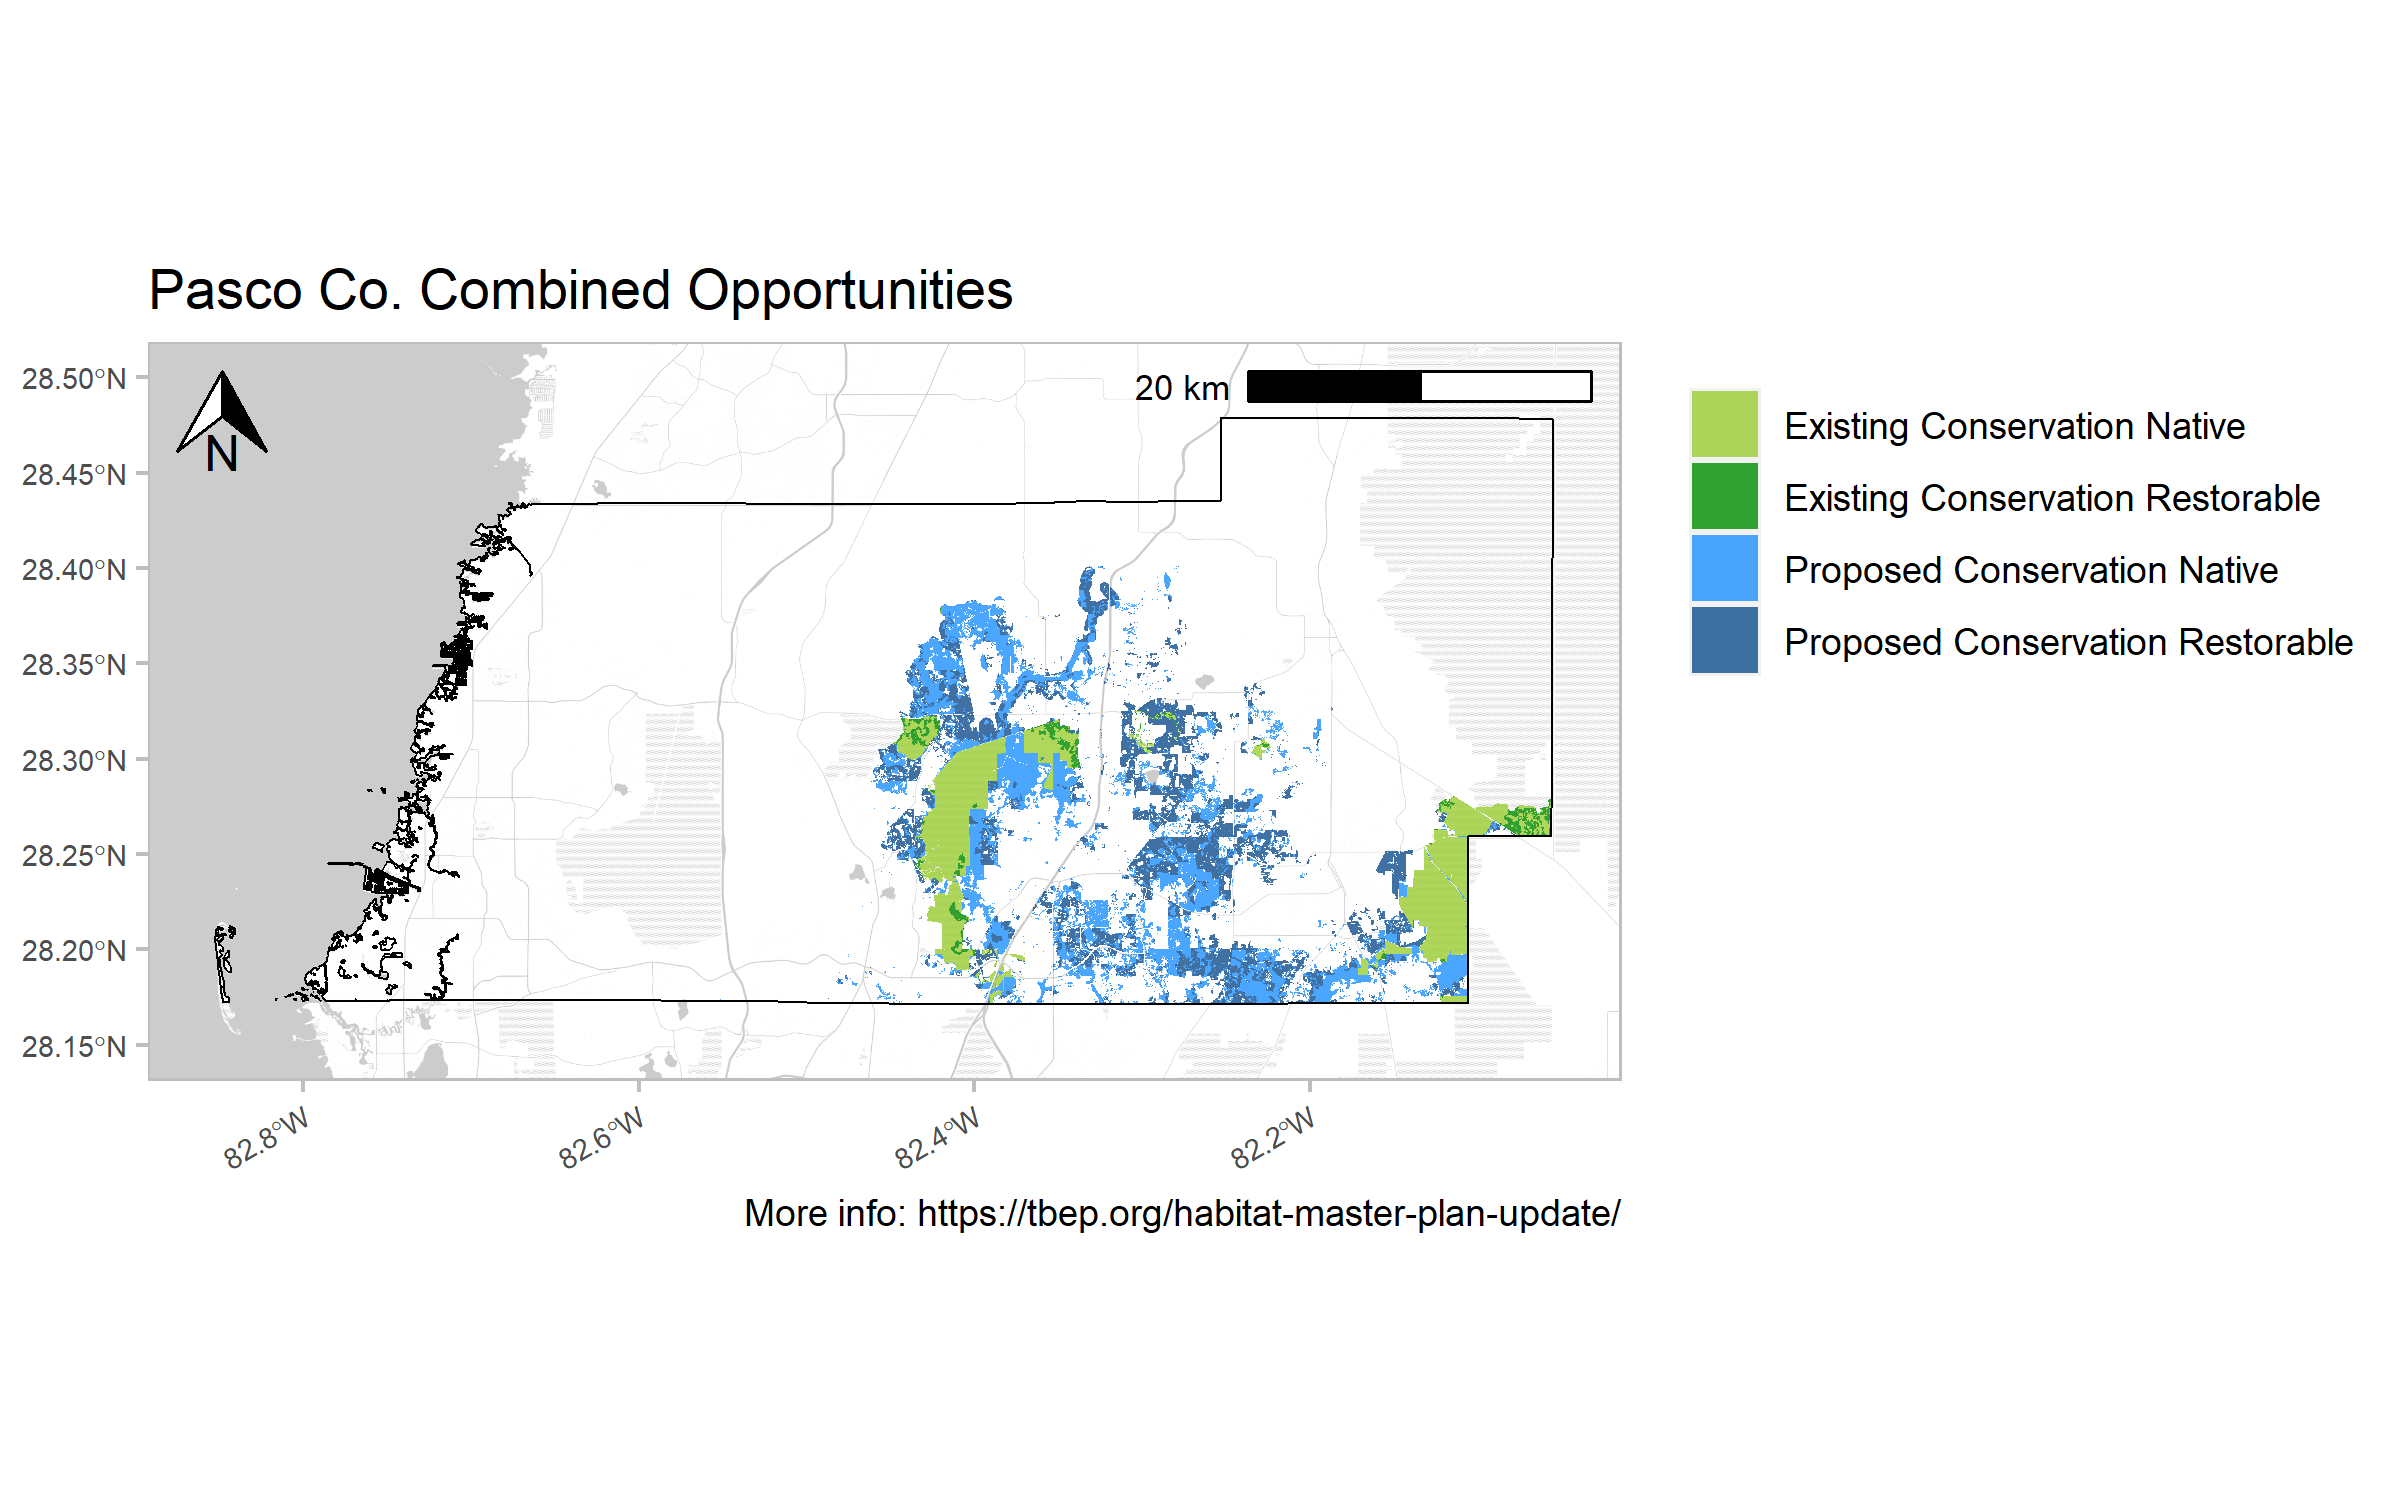 Pasco Co. Combined Opportunities
28.50°N
28.45°N
28.40°N
28.35°N
28.30°N
28.25°N
28.20°N
28.15°N
N
20 km
82.8°W
82.6°W
82.4°W
82.2°W
Existing Conservation Native
Existing Conservation Restorable
Proposed Conservation Native
Proposed Conservation Restorable
More info: https://tbep.org/habitat-master-plan-update/